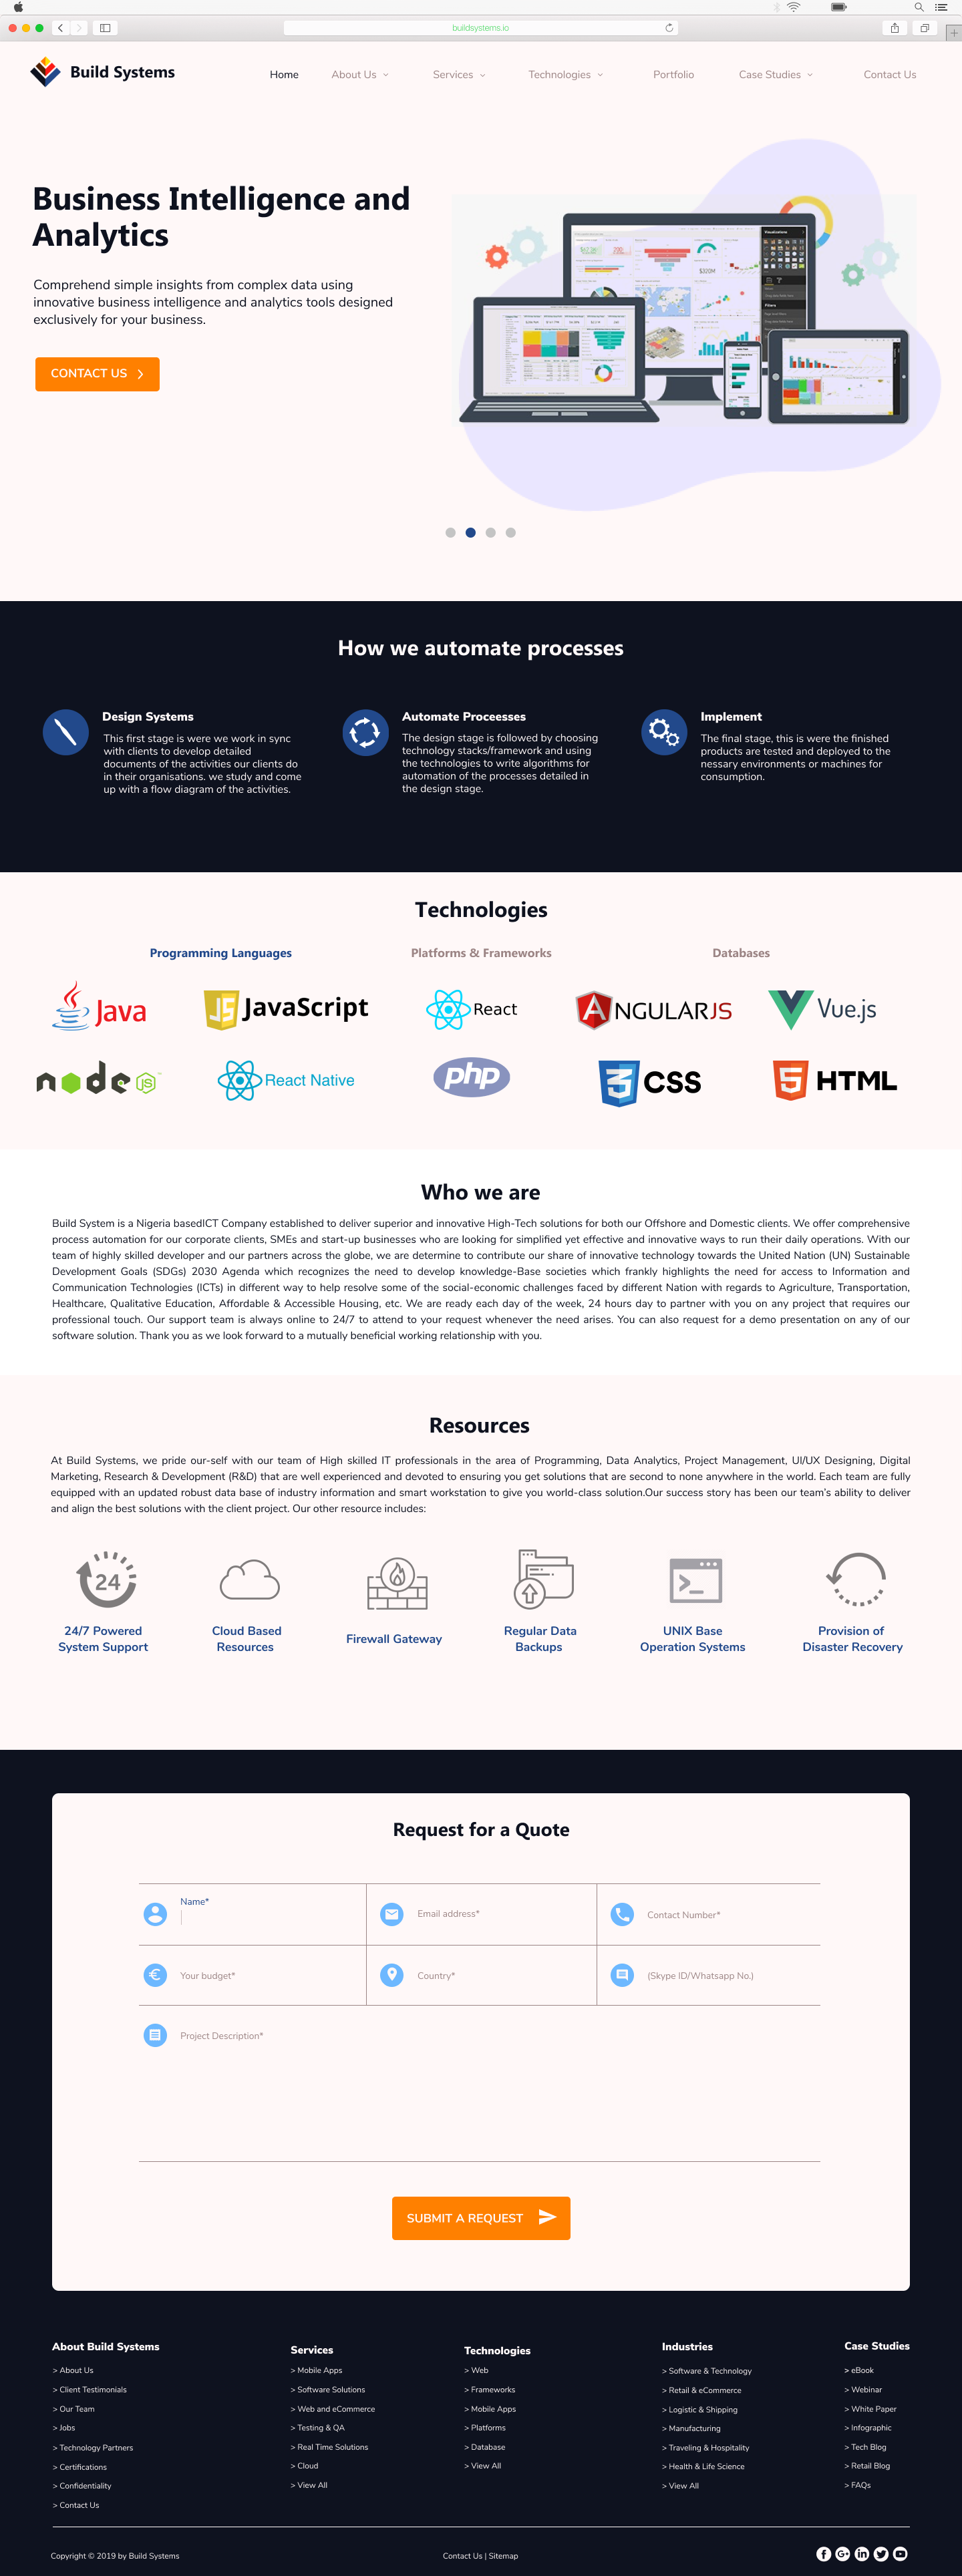 buildsystems.io
Build Systems
Home
About Us
Services
Technologies
Portfolio
Case Studies
Contact Us
Business Intelligence and
Analytics
Comprehend simple insights from complex data using
innovative business intelligence and analytics tools designed
exclusively for your business.
CONTACT US
How we automate processes
Design Systems
This first stage is were we work in sync
with clients to develop detailed
documents of the activities our clients do
in their organisations. we study and come
up with a flow diagram of the activities.
Automate Proceesses
The design stage is followed by choosing
technology stacks/framework and using
the technologies to write algorithms for
automation of the processes detailed in
the design stage.
Implement
The final stage, this is were the finished
products are tested and deployed to the
nessary environments or machines for
consumption.
Technologies
Programming Languages
Platforms & Frameworks
Databases
Java
JS JavaScript
React
ANGULARJS
Vue.js
node JS
React Native
php
3 CSS
5 HTML
Who we are
Build System is a Nigeria basedICT Company established to deliver superior and innovative High-Tech solutions for both our Offshore and Domestic clients. We offer comprehensive
process automation for our corporate clients, SMEs and start-up businesses who are looking for simplified yet effective and innovative ways to run their daily operations. With our
team of highly skilled developer and our partners across the globe, we are determine to contribute our share of innovative technology towards the United Nation (UN) Sustainable
Development Goals (SDGs) 2030 Agenda which recognizes the need to develop knowledge-Base societies which frankly highlights the need for access to Information and
Communication Technologies (ICTs) in different way to help resolve some of the social-economic challenges faced by different Nation with regards to Agriculture, Transportation,
Healthcare, Qualitative Education, Affordable & Accessible Housing, etc. We are ready each day of the week, 24 hours day to partner with you on any project that requires our
professional touch. Our support team is always online to 24/7 to attend to your request whenever the need arises. You can also request for a demo presentation on any of our
software solution. Thank you as we look forward to a mutually beneficial working relationship with you.
Resources
At Build Systems, we pride our-self with our team of High skilled IT professionals in the area of Programming, Data Analytics, Project Management, UI/UX Designing, Digital
Marketing, Research & Development (R&D) that are well experienced and devoted to ensuring you get solutions that are second to none anywhere in the world. Each team are fully
equipped with an updated robust data base of industry information and smart workstation to give you world-class solution.Our success story has been our team's ability to deliver
and align the best solutions with the client project. Our other resource includes:
24
24/7 Powered
System Support
Cloud Based
Resources
Firewall Gateway
Regular Data
Backups
UNIX Base
Operation Systems
Provision of
Disaster Recovery
Request for a Quote
Name*
Email address*
Contact Number*
Your budget*
Country*
(Skype ID/Whatsapp No.)
Project Description*
SUBMIT A REQUEST
About Build Systems
> About Us
> Client Testimonials
> Our Team
> Jobs
> Technology Partners
> Certifications
> Confidentiality
> Contact Us
Services
> Mobile Apps
> Software Solutions
> Web and eCommerce
> Testing & QA
> Real Time Solutions
> Cloud
> View All
Technologies
> Web
> Frameworks
> Mobile Apps
> Platforms
> Database
> View All
Industries
> Software & Technology
> Retail & eCommerce
> Logistic & Shipping
> Manufacturing
> Traveling & Hospitality
> Health & Life Science
> View All
Case Studies
> eBook
> Webinar
> White Paper
> Infographic
> Tech Blog
> Retail Blog
> FAQs
Copyright © 2019 by Build Systems
Contact Us | Sitemap